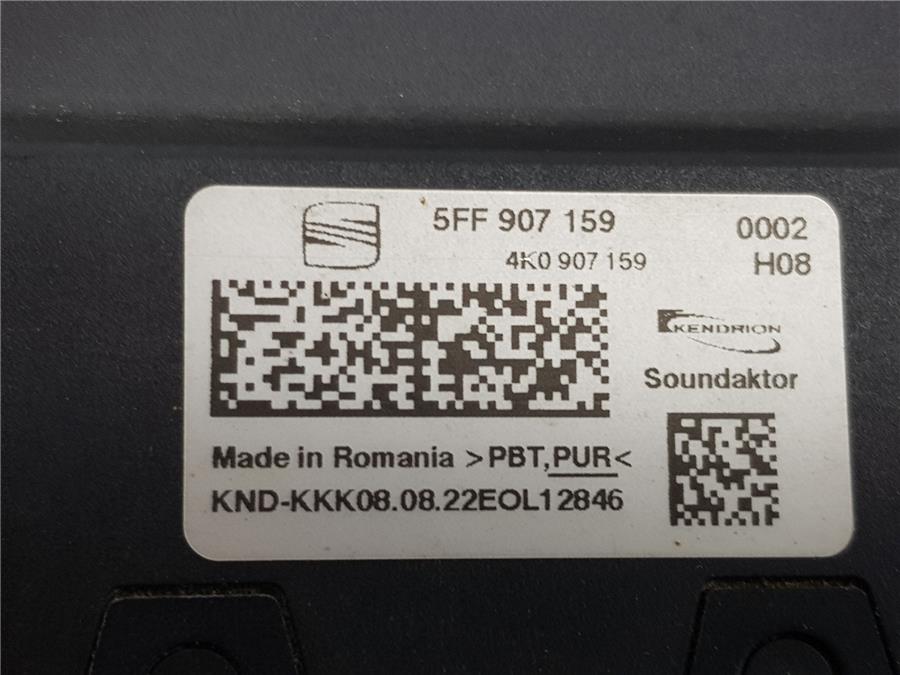 5FF 907 159
0002
4K0 907 159
H08
KENDRION
Soundaktor
Made in Romania >PBT,PUR<
KND-KKK08.08.22EOL12846